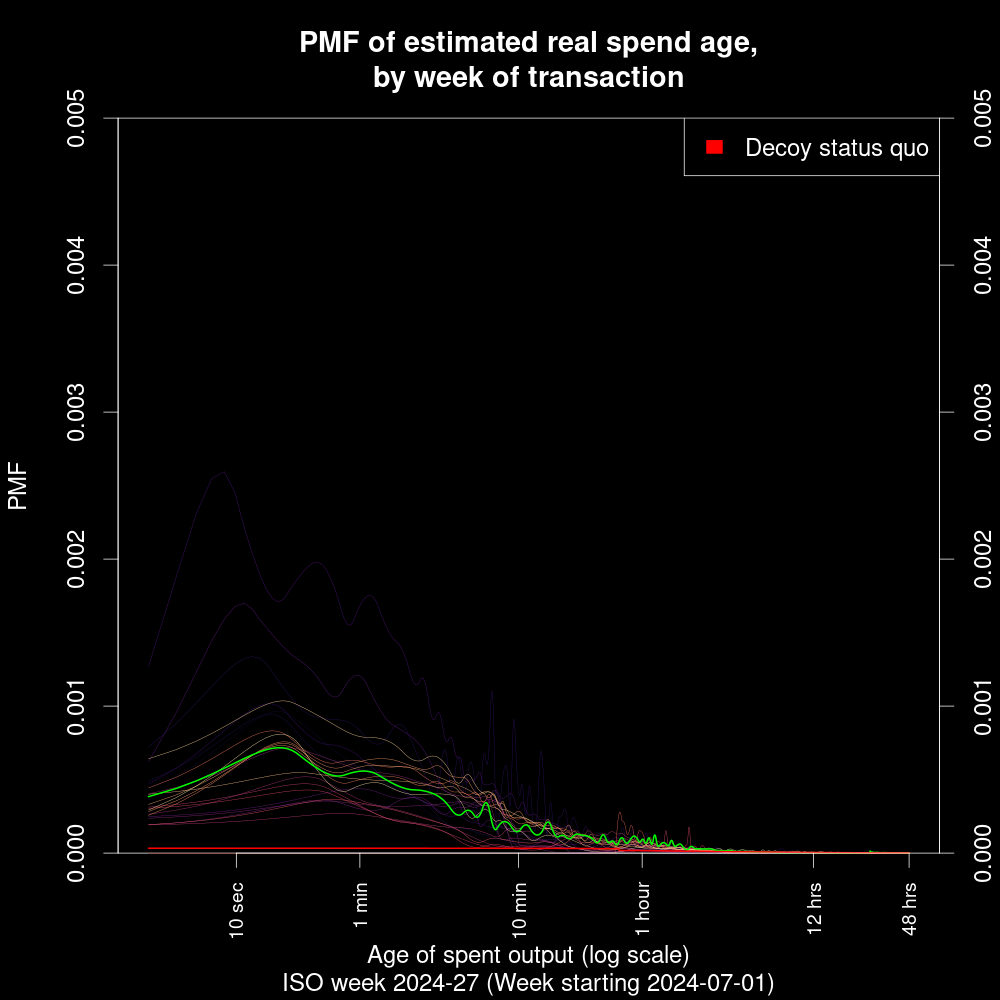 PMF of estimated real spend age,
by week of transaction
Decoy status quo
PMF
0.005
0.004
0.003
0.002
0.001
0.000
0.005
0.004
0.003
0.002
0.001
0.000
10 sec
1 min
10 min
1 hour
12 hrs
48 hrs
Age of spent output (log scale)
ISO week 2024-27 (Week starting 2024-07-01)